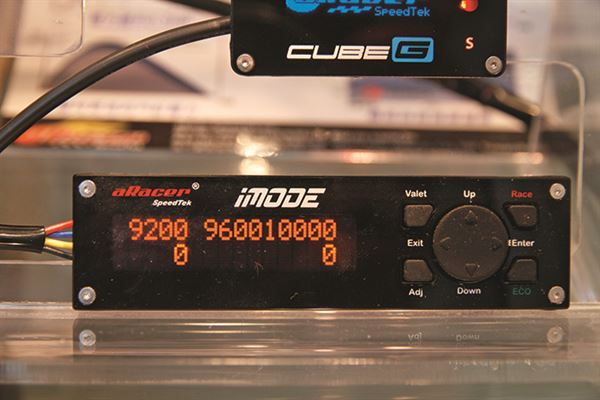 SpeedTek
CUBE G
S
aRacer®
SpeedTek
iMODE
9200 960010000
0 0
Valet Up Race
Exit Enter
Adj Down ECO